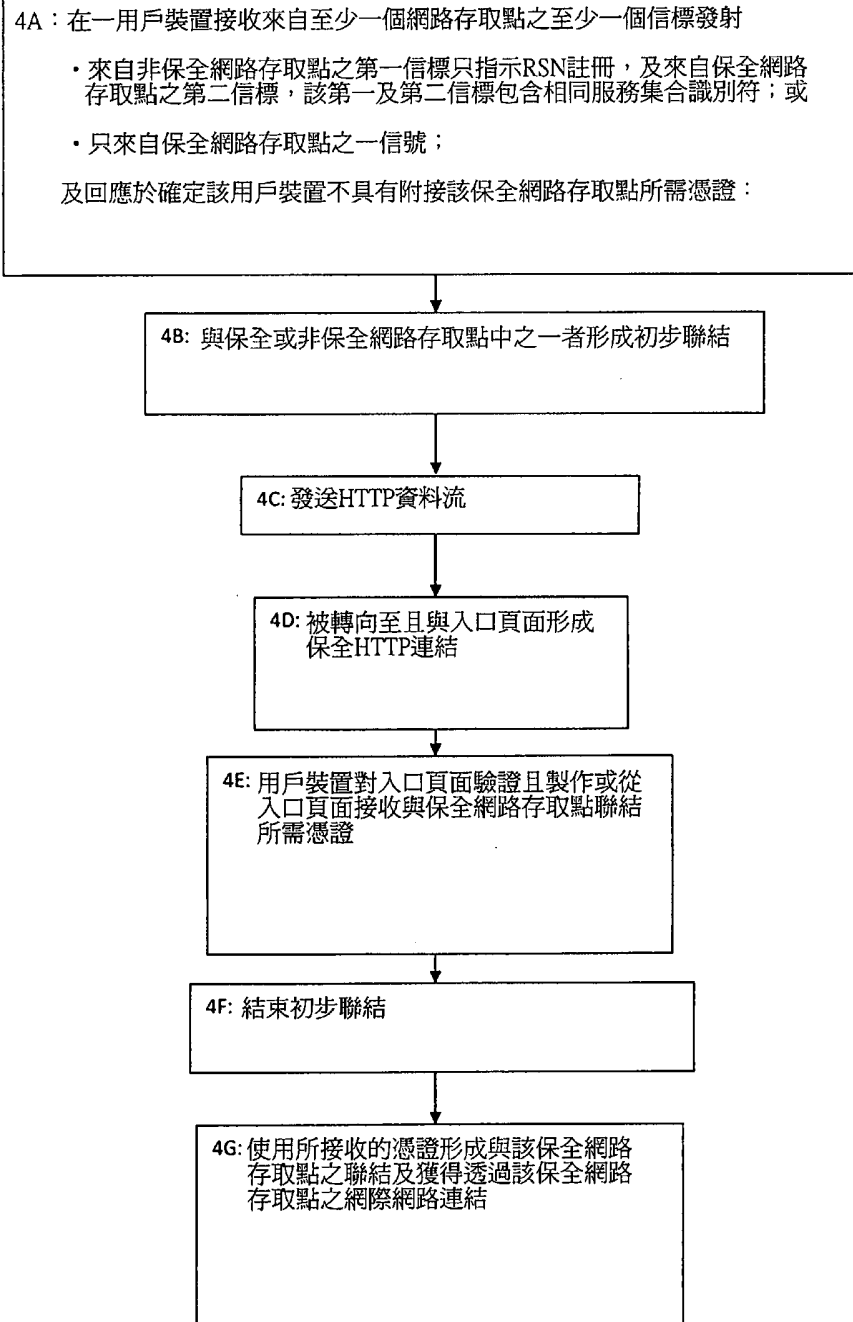 4A：在一用戶裝置接收來自至少一個網路存取點之至少一個信標發射
・來自非保全網路存取點之第一信標只指示RSN註冊，及來自保全網路
存取點之第二信標，該第一及第二信標包含相同服務集合識別符；或
・只來自保全網路存取點之一信號；
及回應於確定該用戶裝置不具有附接該保全網路存取點所需憑證：
4B: 與保全或非保全網路存取點中之一者形成初步聯結
4C: 發送HTTP資料流
4D: 被轉向至且與入口頁面形成
保全HTTP連結
4E: 用戶裝置對入口頁面驗證且製作或從
入口頁面接收與保全網路存取點聯結
所需憑證
4F: 結束初步聯結
4G: 使用所接收的憑證形成與該保全網路
存取點之聯結及獲得透過該保全網路
存取點之網際網路連結